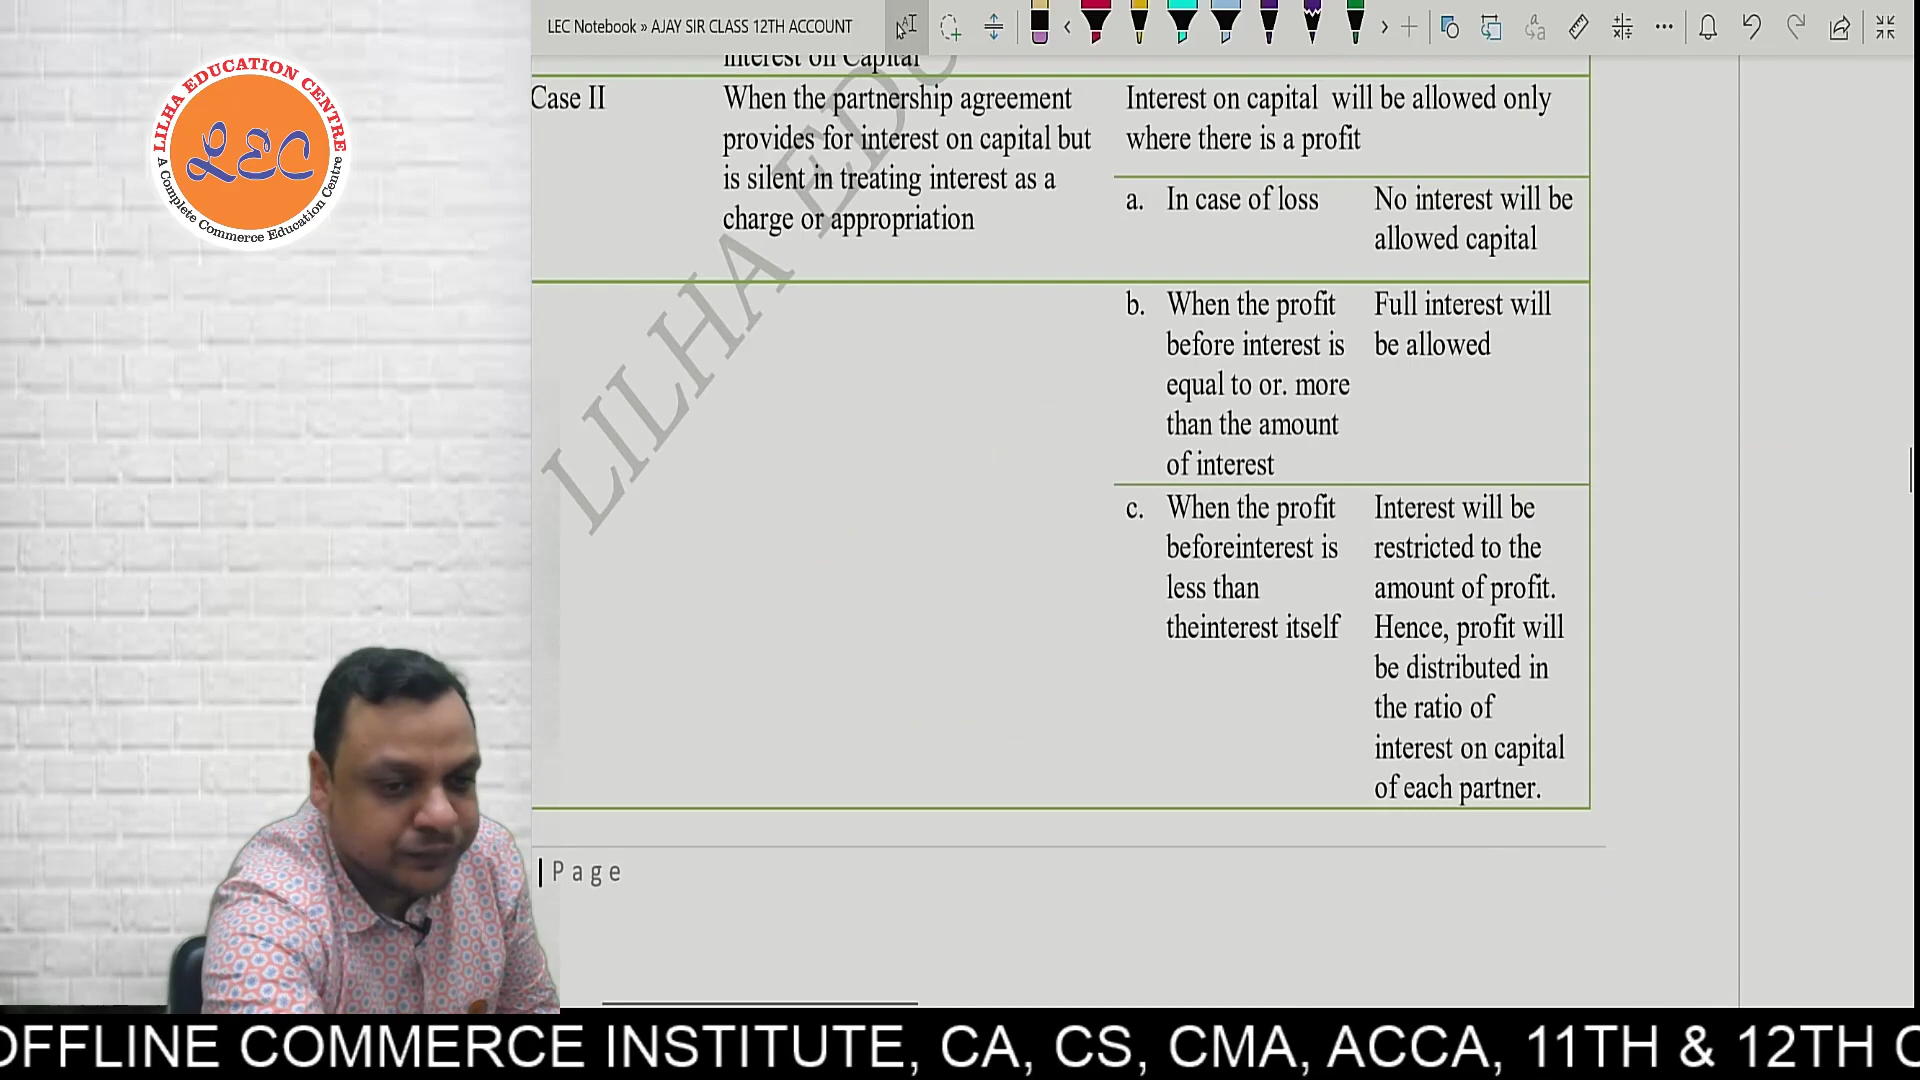 LEC Notebook » AJAY SIR CLASS 12TH ACCOUNT
LILHA EDUCATION CENTRE
LEC
A Complete Commerce Education Centre
interest on Capital
Case II
When the partnership agreement
provides for interest on capital but
is silent in treating interest as a
charge or appropriation
Interest on capital will be allowed only
where there is a profit
a. In case of loss
No interest will be
allowed capital
b. When the profit
before interest is
equal to or. more
than the amount
of interest
Full interest will
be allowed
c. When the profit
beforeinterest is
less than
theinterest itself
Interest will be
restricted to the
amount of profit.
Hence, profit will
be distributed in
the ratio of
interest on capital
of each partner.
LILHA EDU
| Page
OFFLINE COMMERCE INSTITUTE, CA, CS, CMA, ACCA, 11TH & 12TH C